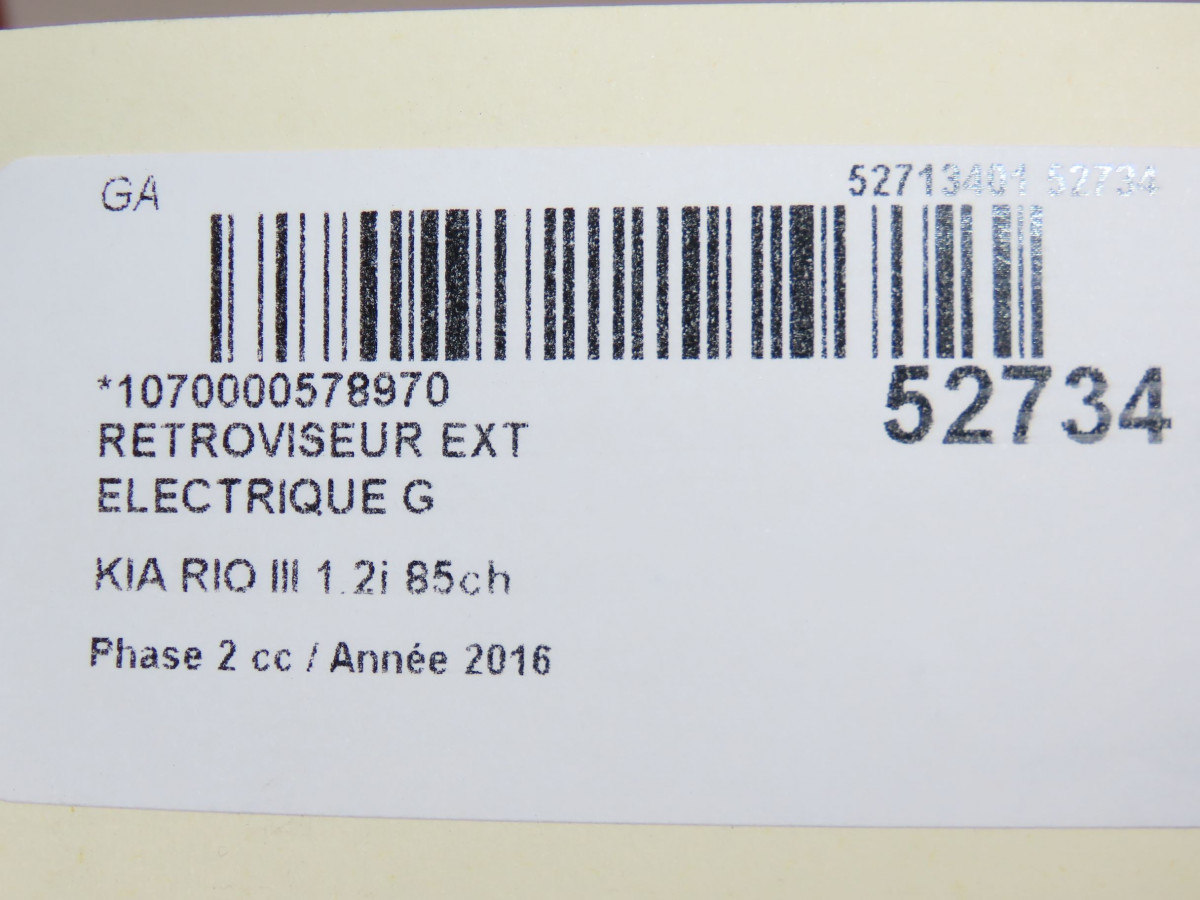 GA
52713401 52734
*1070000578970
52734
RETROVISEUR EXT
ELECTRIQUE G
KIA RIO III 1.2i 85ch
Phase 2 cc / Année 2016